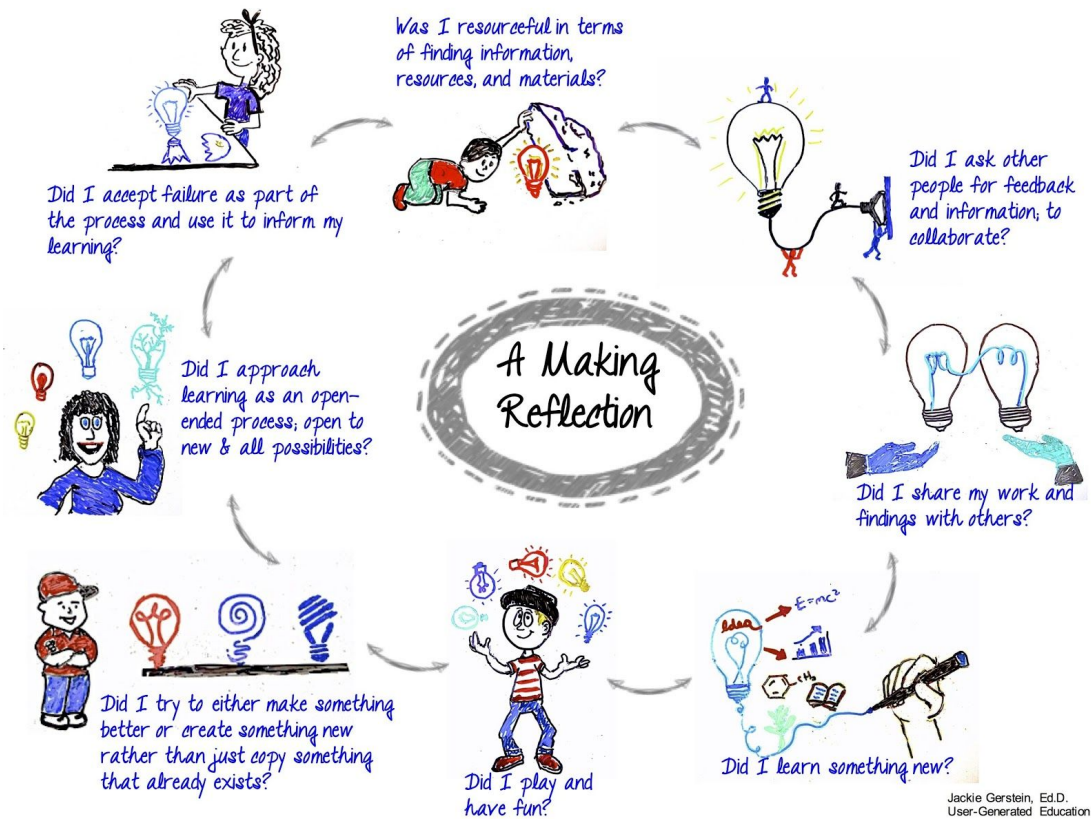 Was I resourceful in terms
of finding information,
resources, and materials?
Did I ask other
people for feedback
and information; to
collaborate?
Did I share my work and
findings with others?
Idea
E=mc²
CH₃
Did I learn something new?
Did I play and
have fun?
Did I try to either make something
better or create something new
rather than just copy something
that already exists?
Did I approach
learning as an open-
ended process; open to
new & all possibilities?
Did I accept failure as part of
the process and use it to inform my
learning?
A Making
Reflection
Jackie Gerstein, Ed.D.
User-Generated Education